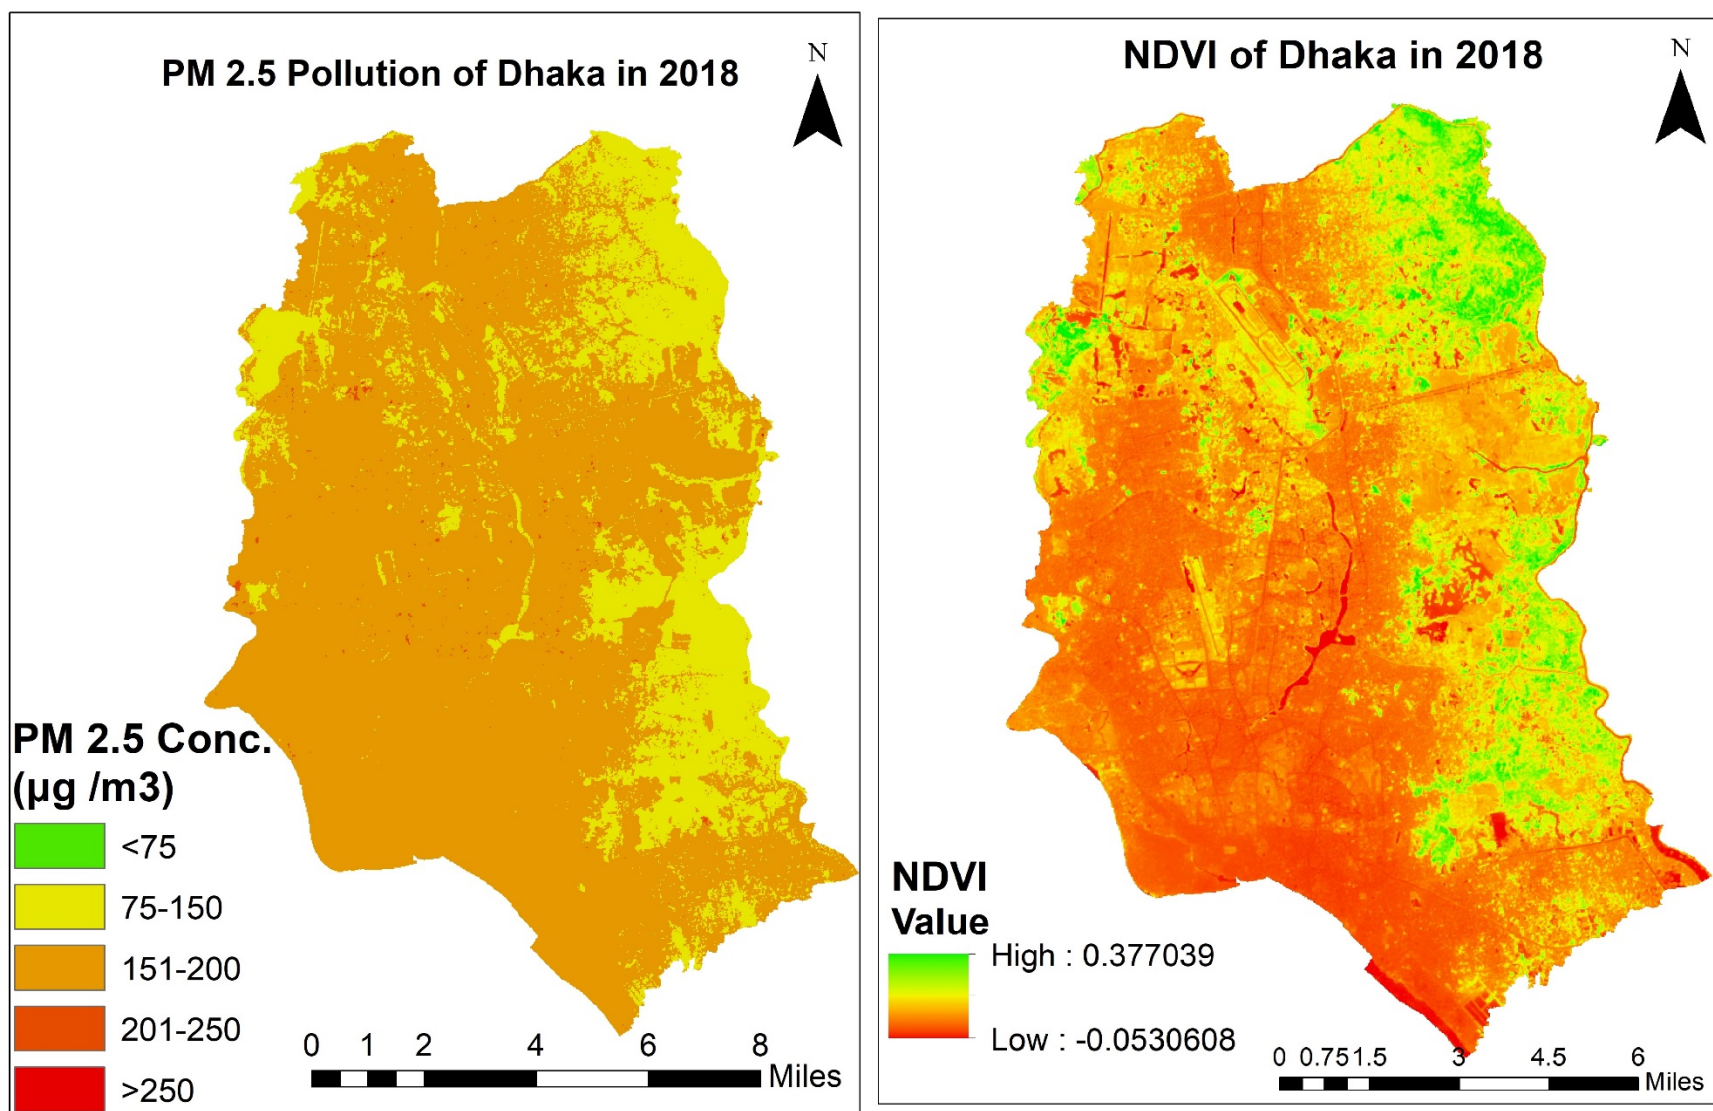 PM 2.5 Pollution of Dhaka in 2018
N
PM 2.5 Conc.
(µg /m3)
<75
75-150
151-200
201-250
>250
0 1 2 4 6 8
Miles
NDVI of Dhaka in 2018
N
NDVI
Value
High : 0.377039
Low : -0.0530608
0 0.75 1.5 3 4.5 6
Miles